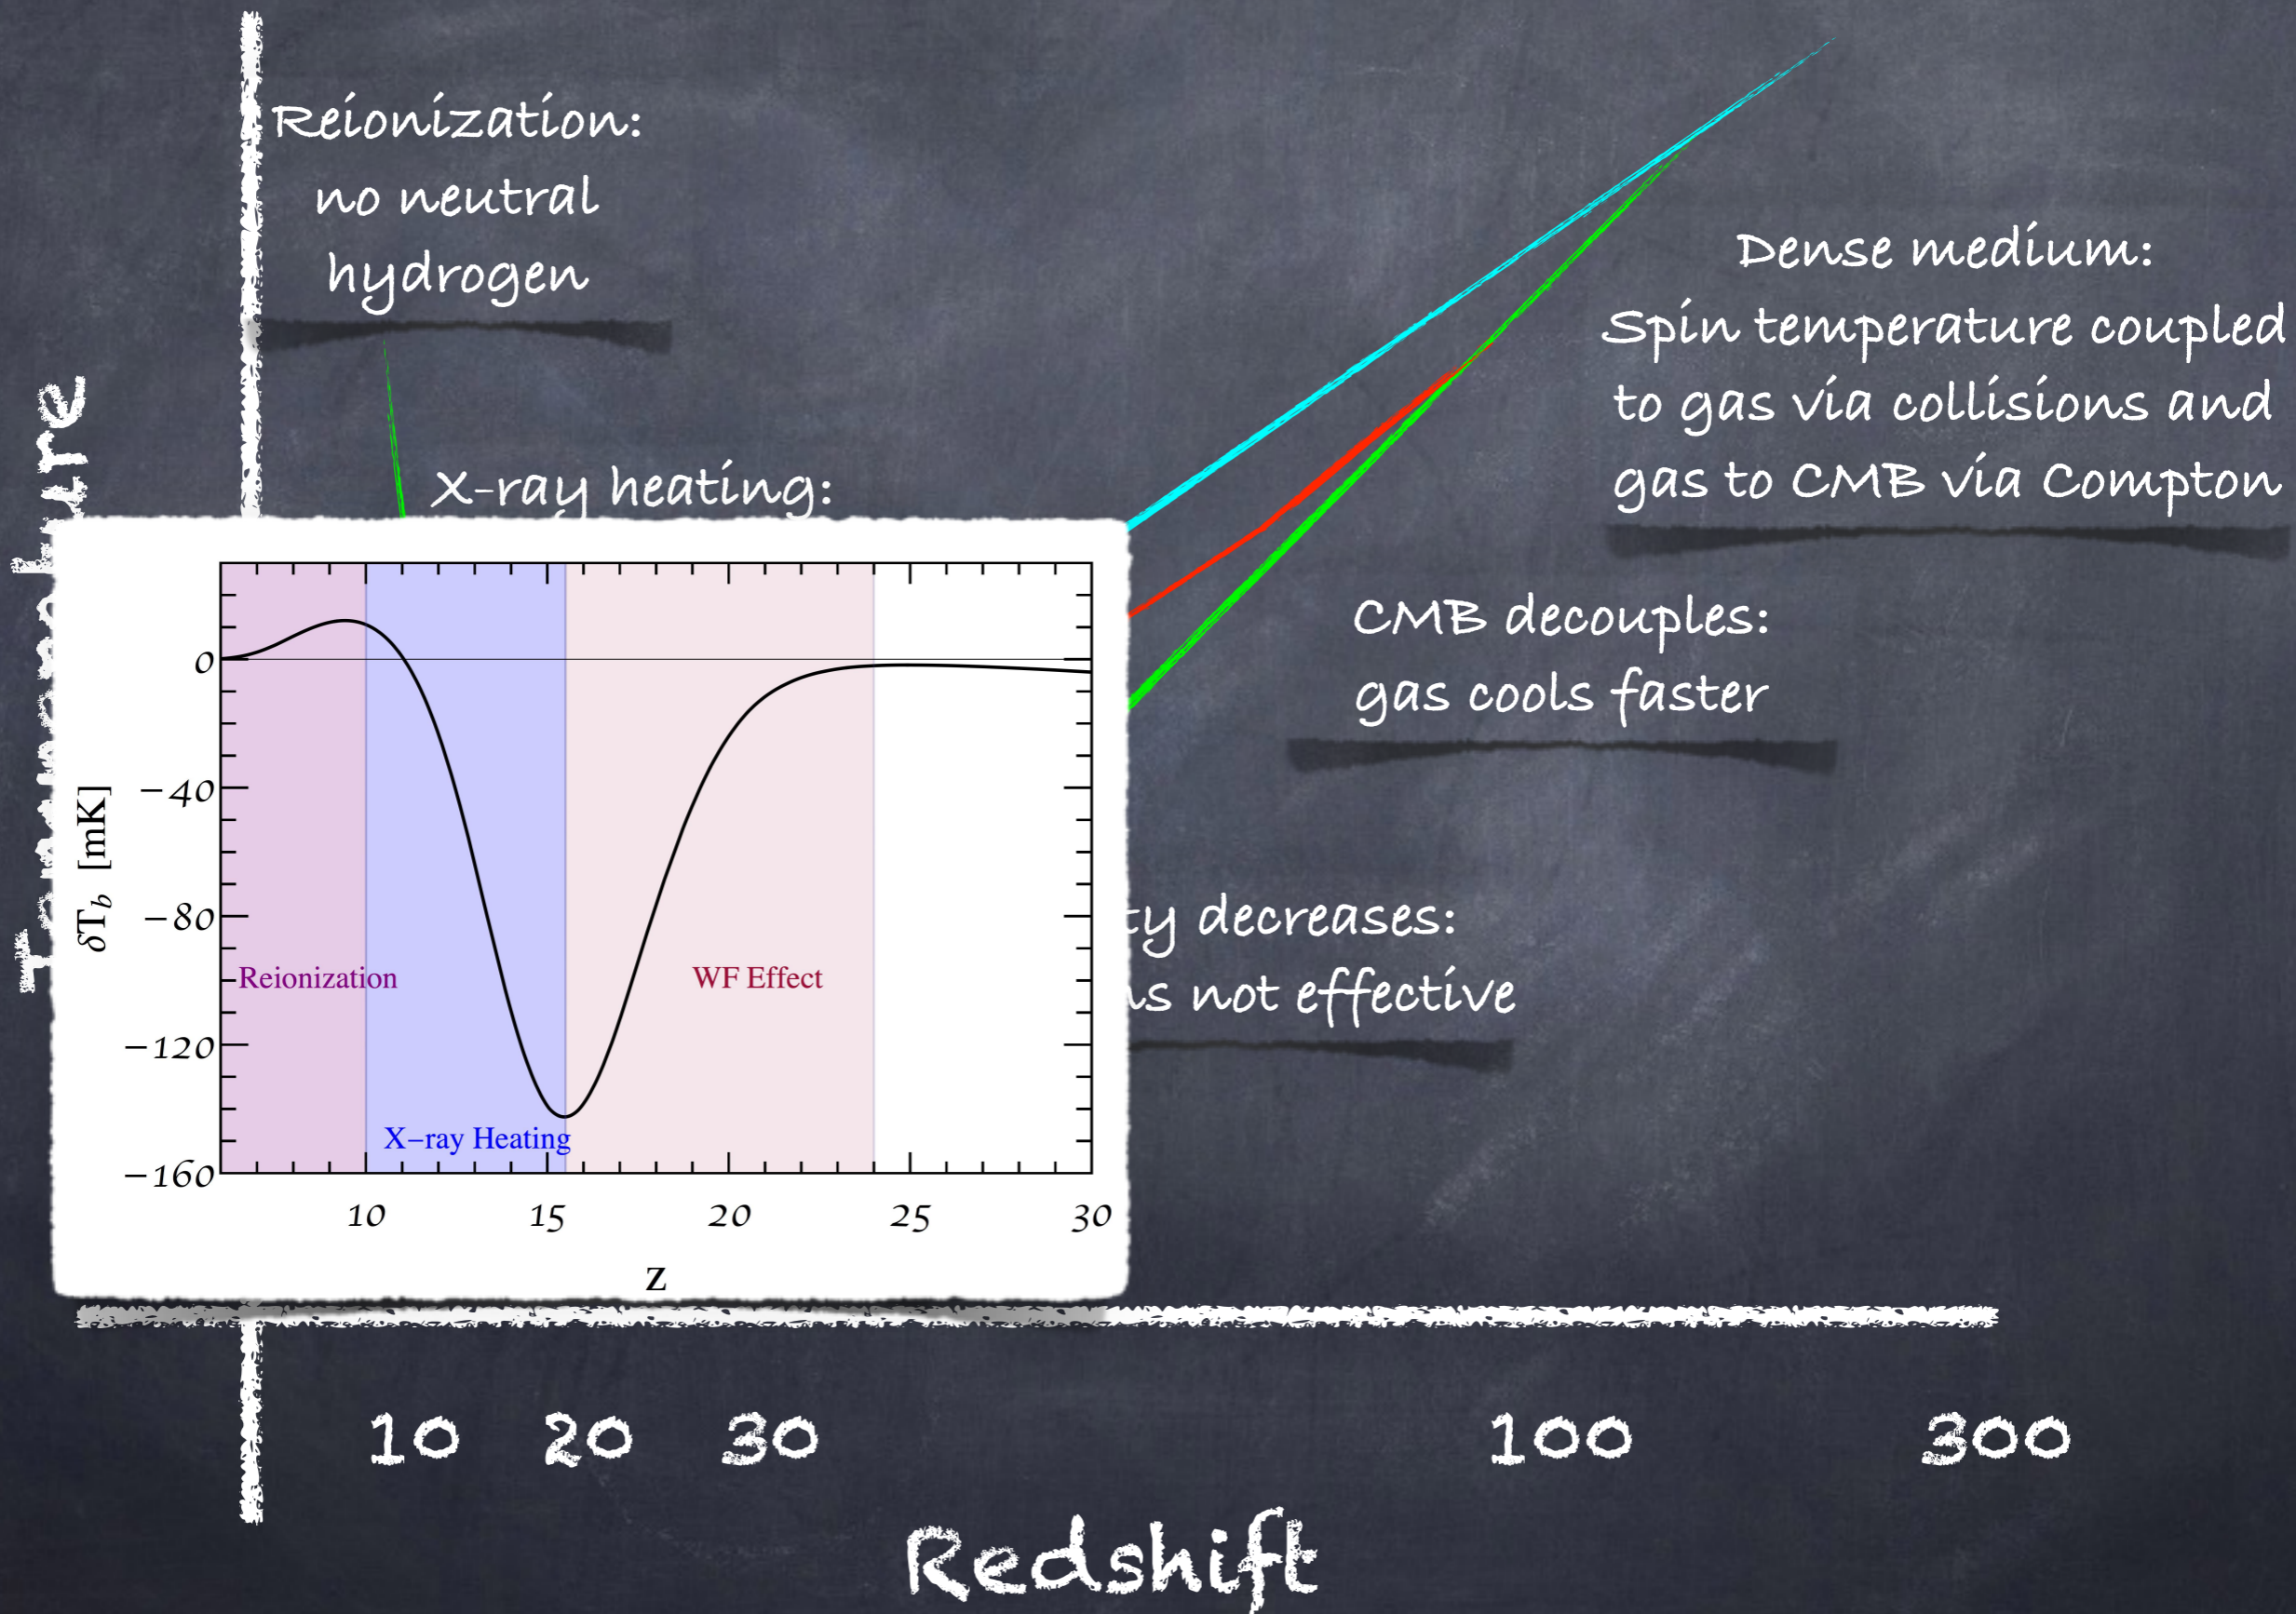 Reionization:
no neutral
hydrogen
X-ray heating:
Dense medium:
Spin temperature coupled
to gas via collisions and
gas to CMB via Compton
CMB decouples:
gas cools faster
ty decreases:
s not effective
δT_b [mK]
0
−40
−80
−120
−160
Reionization
X−ray Heating
WF Effect
10 15 20 25 30
z
10 20 30 100 300
Redshift